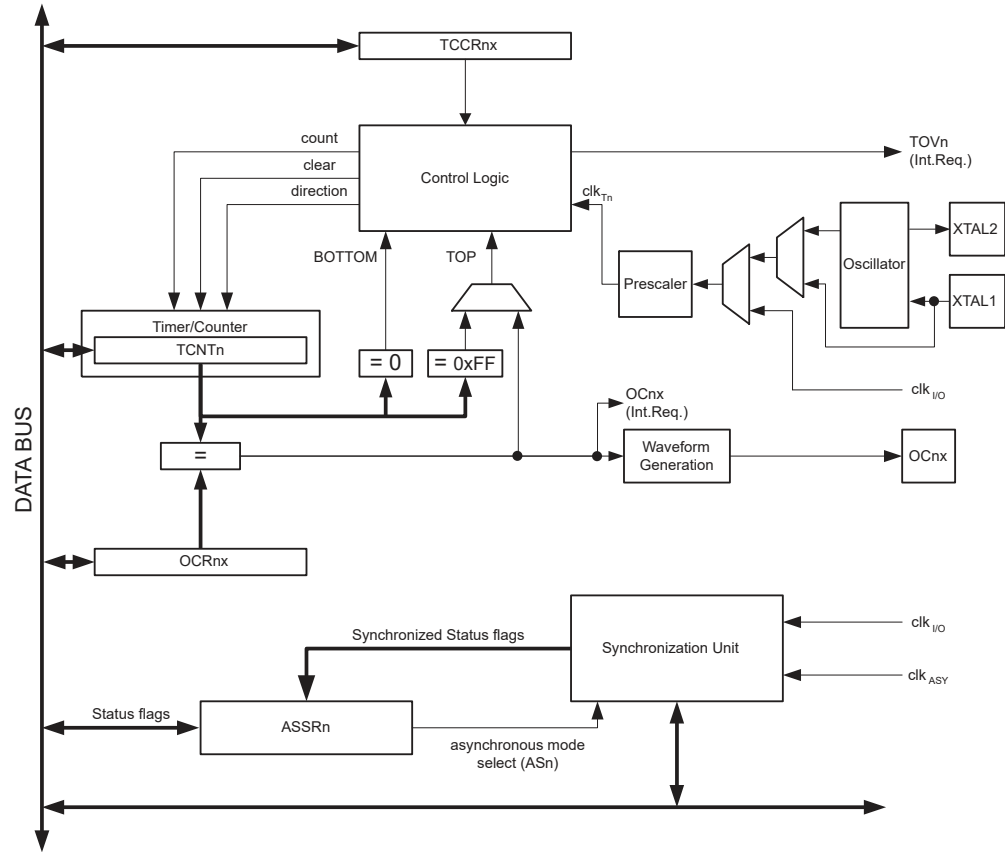 TCCRnx
count
clear
direction
Control Logic
TOVn
(Int.Req.)
clkTn
BOTTOM
TOP
XTAL2
Oscillator
Prescaler
XTAL1
Timer/Counter
TCNTn
= 0
= 0xFF
clkI/O
OCnx
(Int.Req.)
=
Waveform
Generation
OCnx
DATA BUS
OCRnx
Synchronized Status flags
Synchronization Unit
clkI/O
clkASY
Status flags
ASSRn
asynchronous mode
select (ASn)